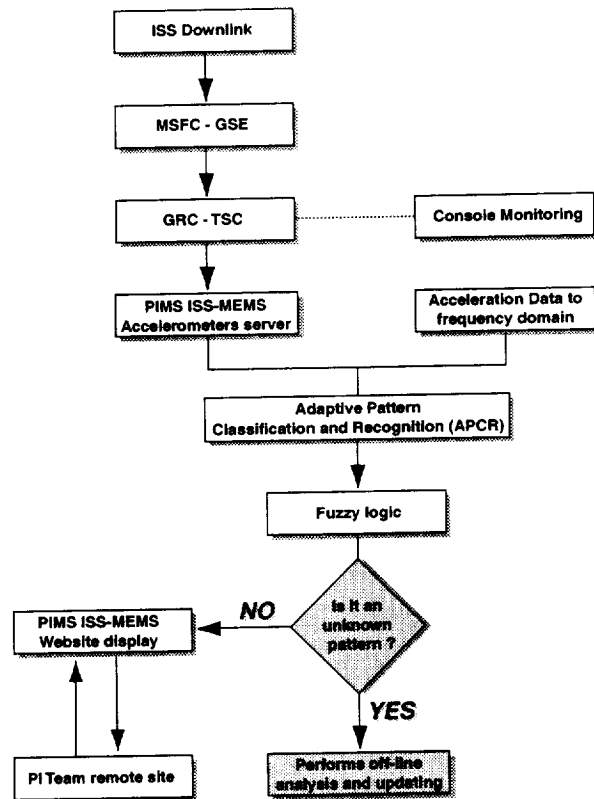 ISS Downlink
MSFC - GSE
GRC - TSC
Console Monitoring
PIMS ISS-MEMS
Accelerometers server
Acceleration Data to
frequency domain
Adaptive Pattern
Classification and Recognition (APCR)
Fuzzy logic
Is it an
unknown
pattern ?
NO
PIMS ISS-MEMS
Website display
YES
PI Team remote site
Performs off-line
analysis and updating